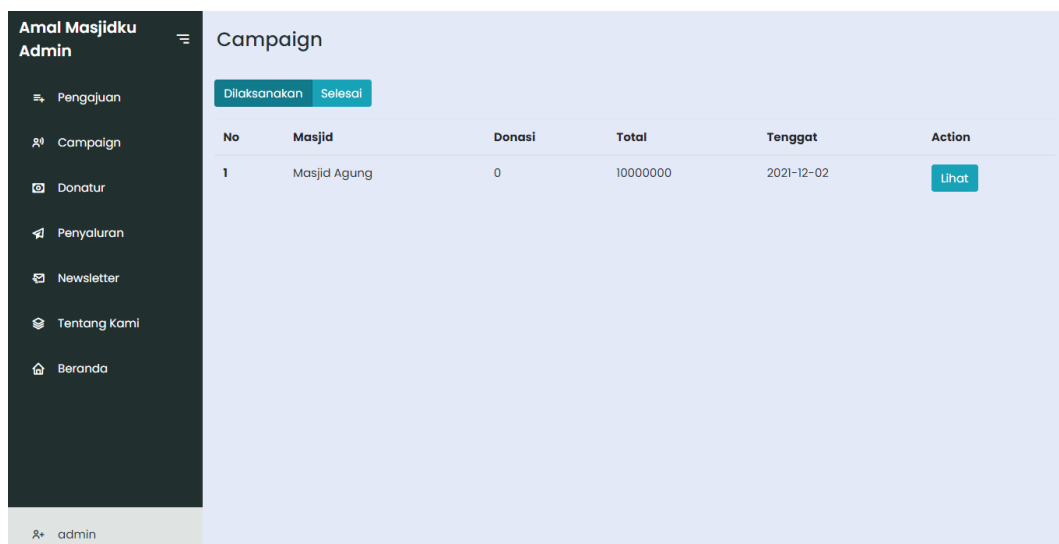 Amal Masjidku
Admin
Pengajuan
Campaign
Donatur
Penyaluran
Newsletter
Tentang Kami
Beranda
admin
Campaign
Dilaksanakan Selesai
No Masjid Donasi Total Tenggat Action
1 Masjid Agung 0 10000000 2021-12-02 Lihat